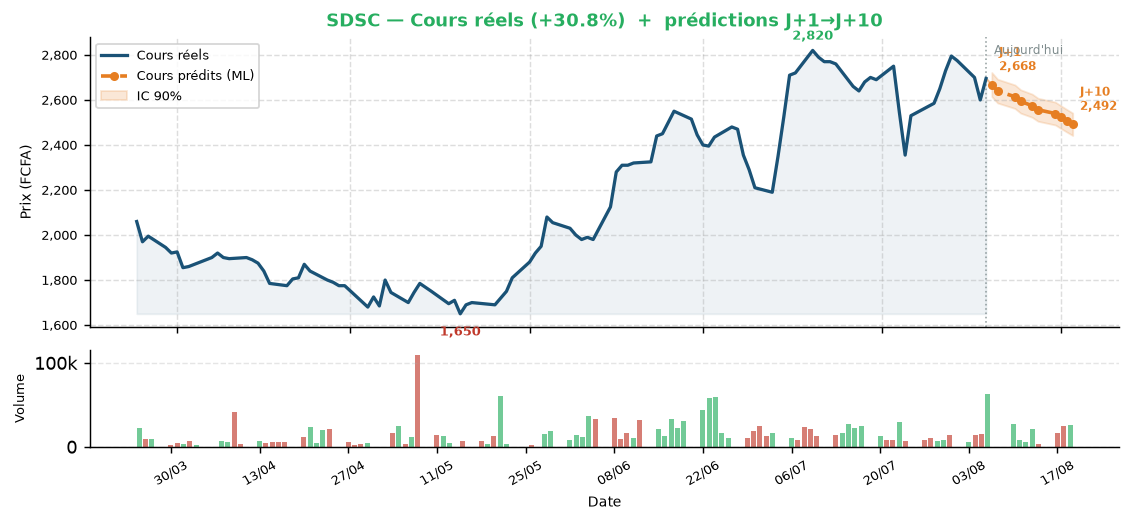 SDSC — Cours réels (+30.8%)  +  prédictions J+1→J+10
2,820
Cours réels
Cours prédits (ML)
IC 90%
Aujourd'hui
J+1
2,668
J+10
2,492
1,650
Prix (FCFA)
2,800
2,600
2,400
2,200
2,000
1,800
1,600
Volume
100k
0
30/03
13/04
27/04
11/05
25/05
08/06
22/06
06/07
20/07
03/08
17/08
Date